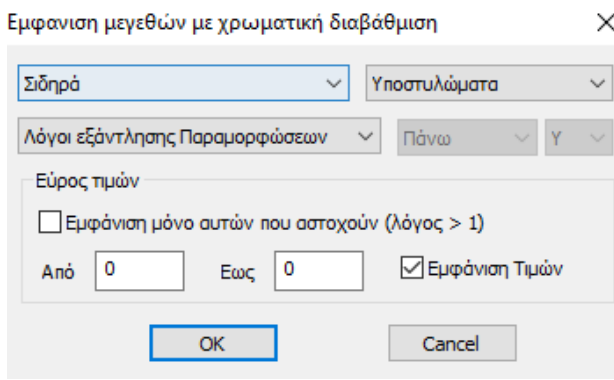 Εμφανιση μεγεθών με χρωματική διαβάθμιση
Σιδηρά Υποστυλώματα
Λόγοι εξάντλησης Παραμορφώσεων Πάνω Y
Εύρος τιμών
Εμφάνιση μόνο αυτών που αστοχούν (λόγος > 1)
Από 0 Εως 0 Εμφάνιση Τιμών
OK Cancel